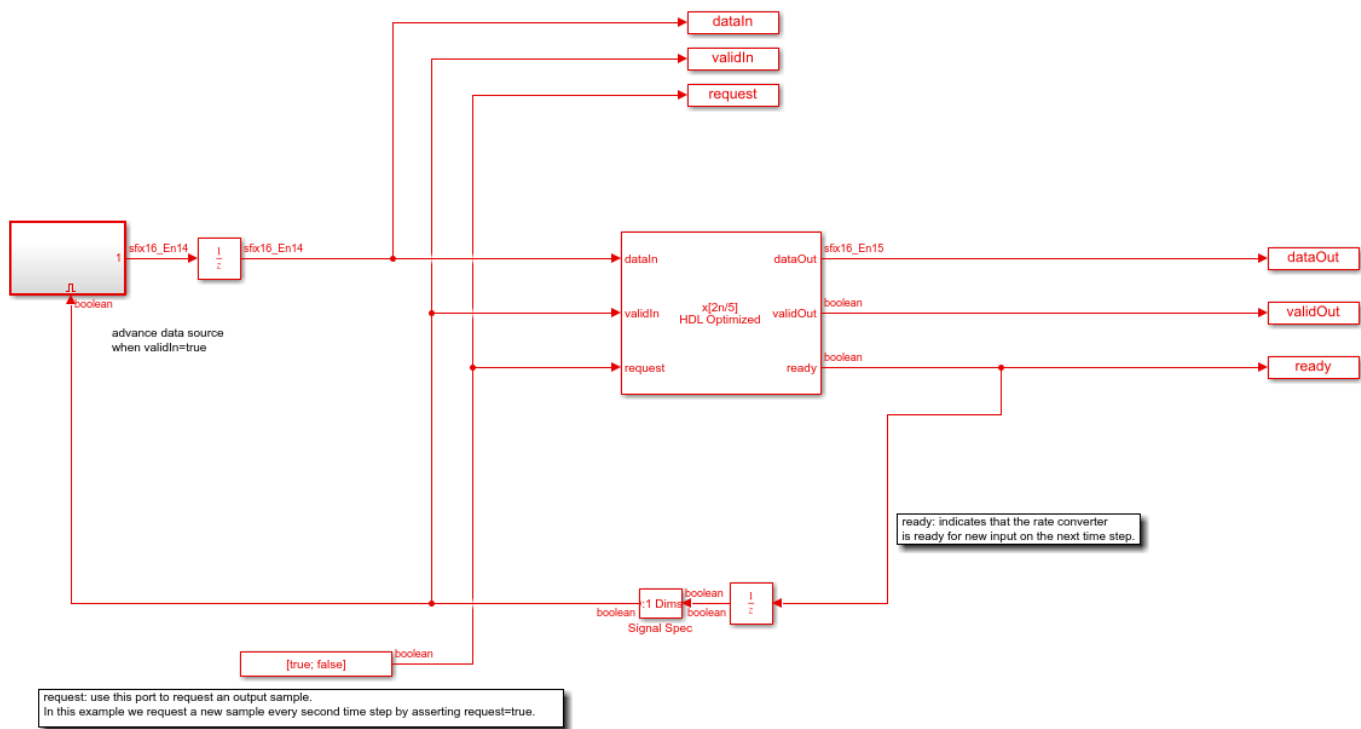 dataIn
validIn
request
sfix16_En14
1
1
z
sfix16_En14
boolean
advance data source
when validIn=true
dataIn
validIn
request
x[2n/5]
HDL Optimized
dataOut
validOut
ready
sfix16_En15
boolean
boolean
dataOut
validOut
ready
ready: indicates that the rate converter
is ready for new input on the next time step.
boolean
:1 Dims
boolean
boolean
1
z
Signal Spec
[true; false]
boolean
request: use this port to request an output sample.
In this example we request a new sample every second time step by asserting request=true.